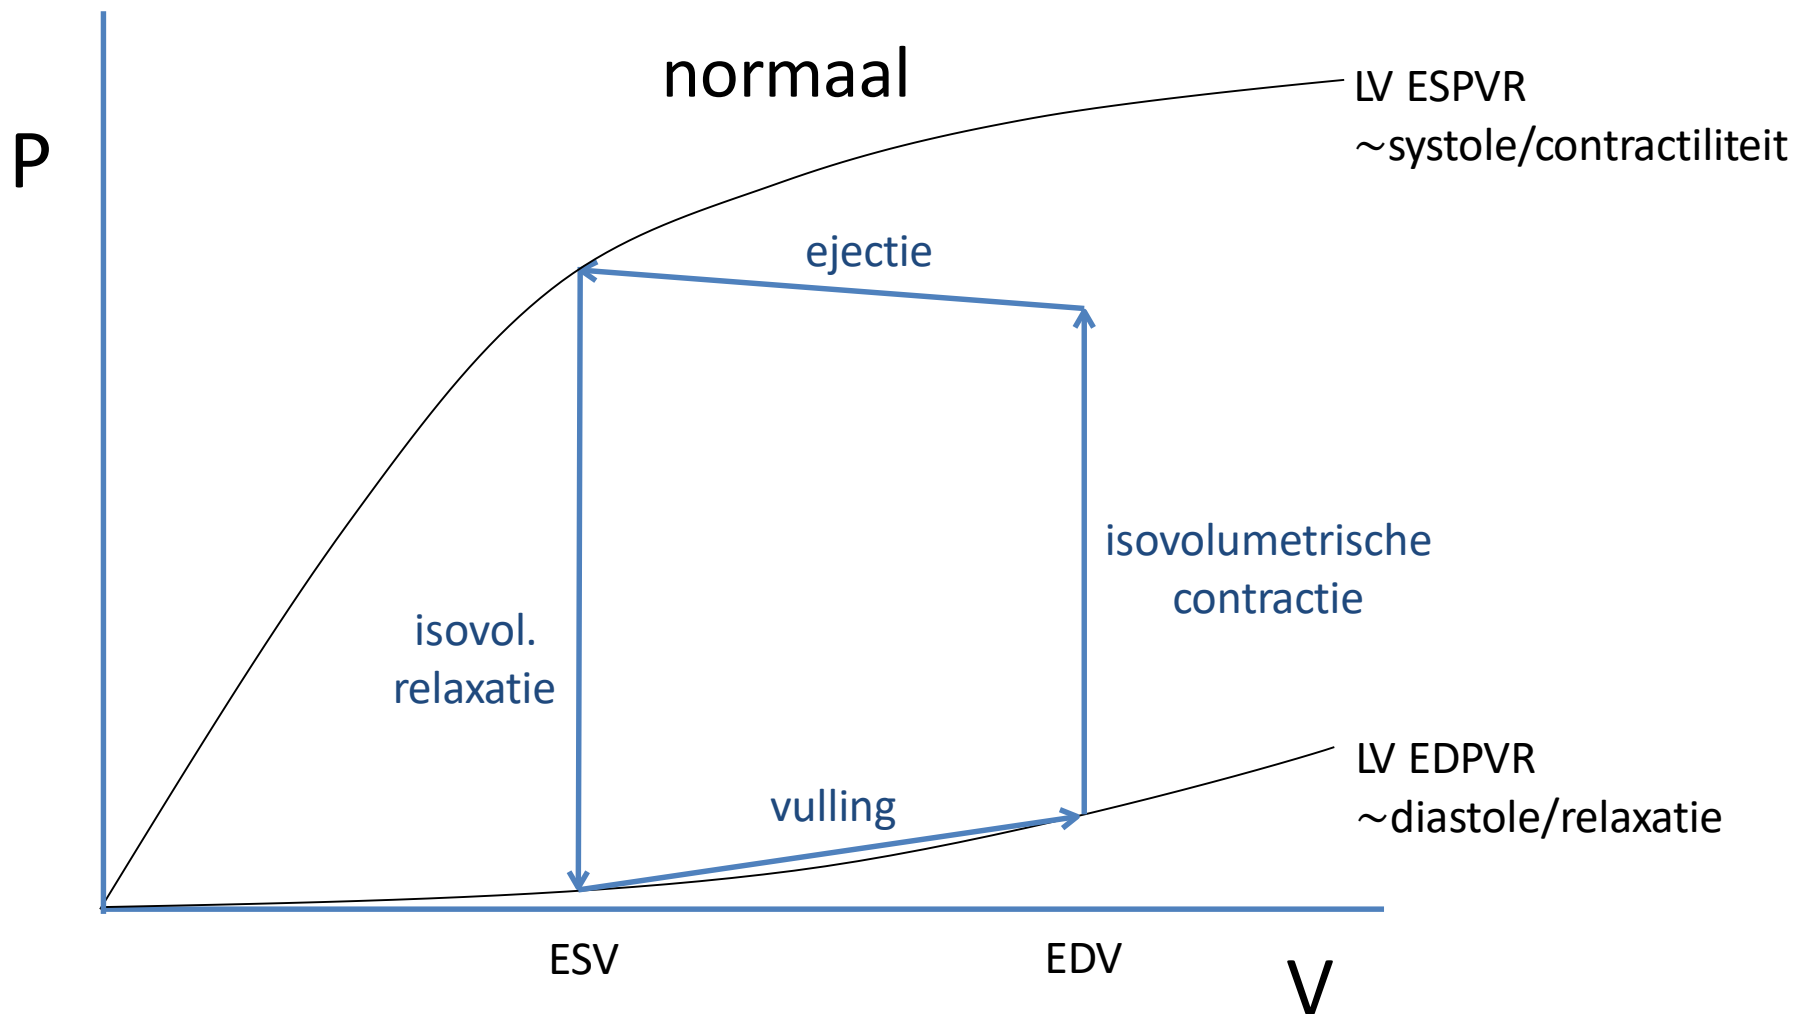 normaal
P
LV ESPVR
~systole/contractiliteit
ejectie
isovolumetrische
contractie
isovol.
relaxatie
vulling
LV EDPVR
~diastole/relaxatie
ESV
EDV
V